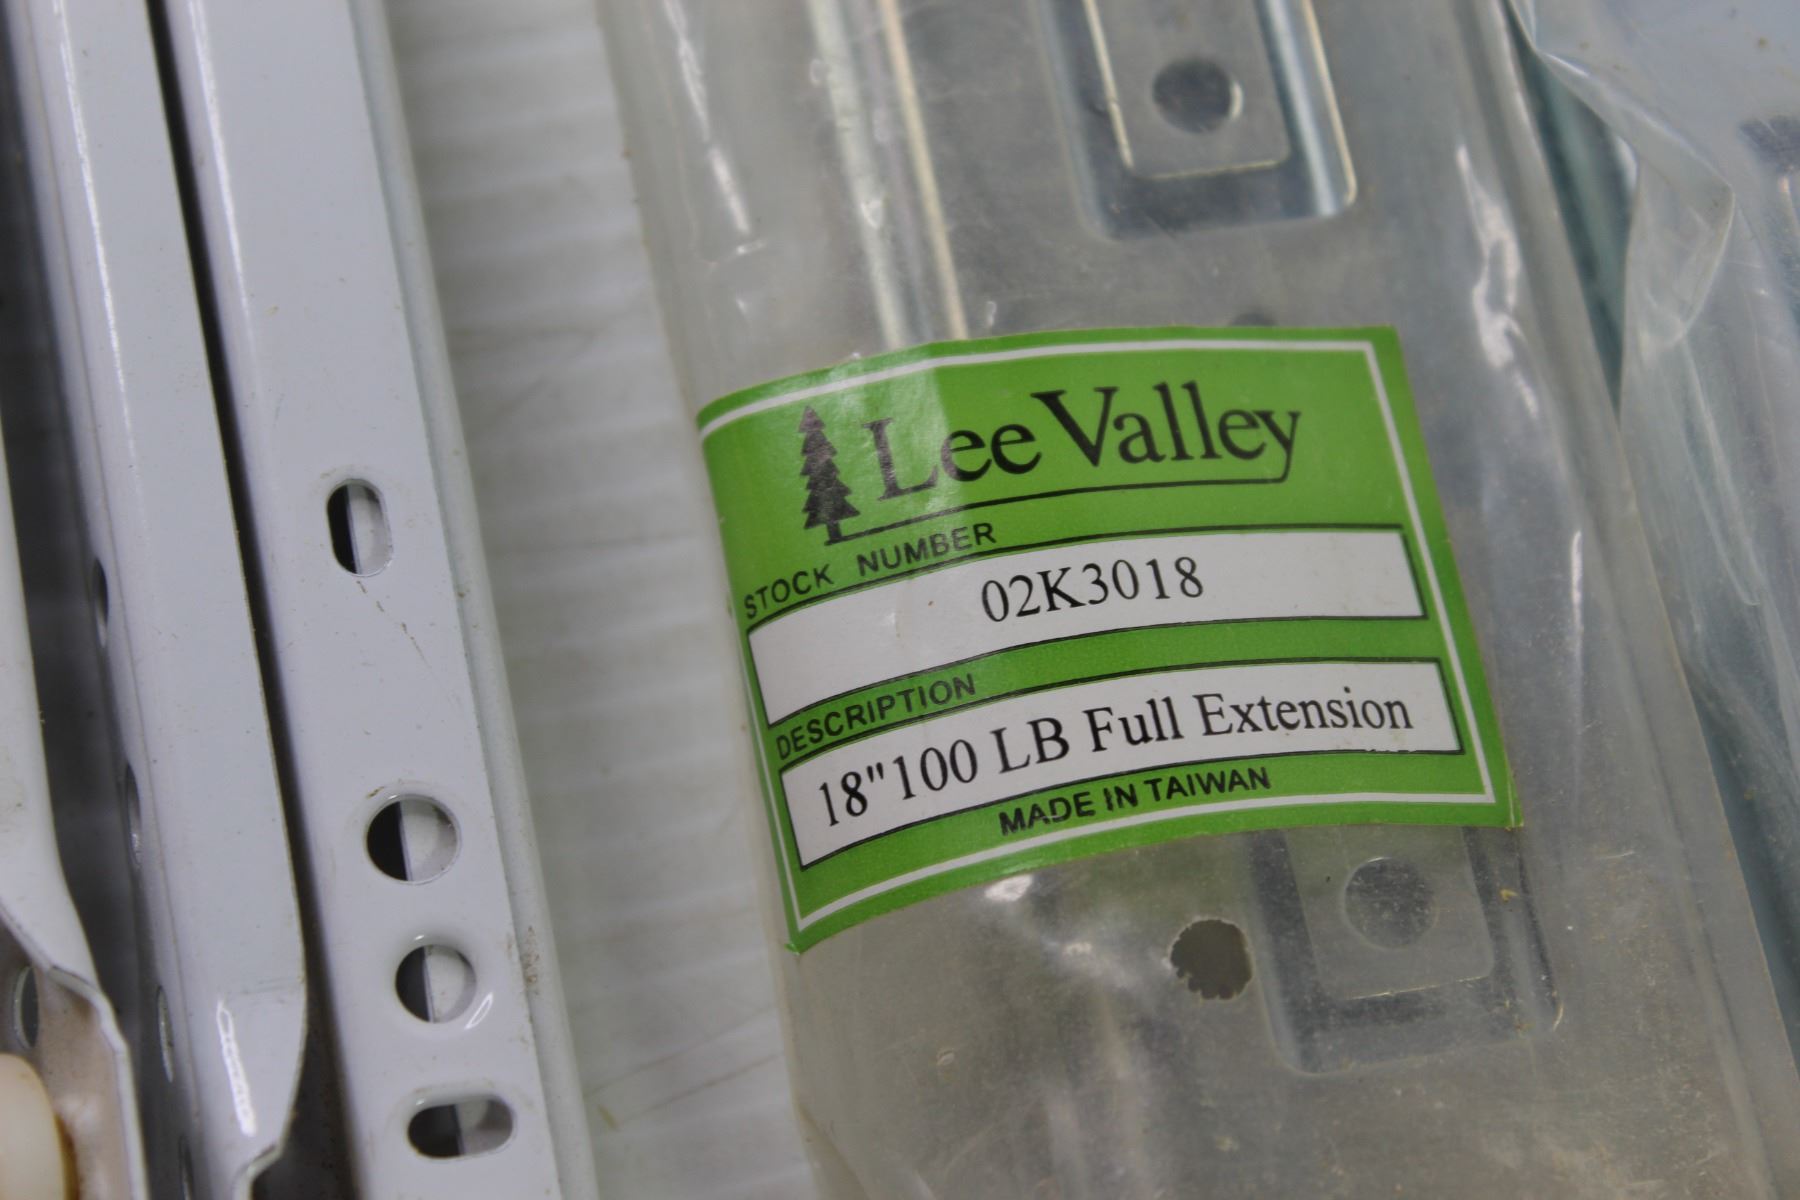 Lee Valley
STOCK NUMBER
02K3018
DESCRIPTION
18"100 LB Full Extension
MADE IN TAIWAN